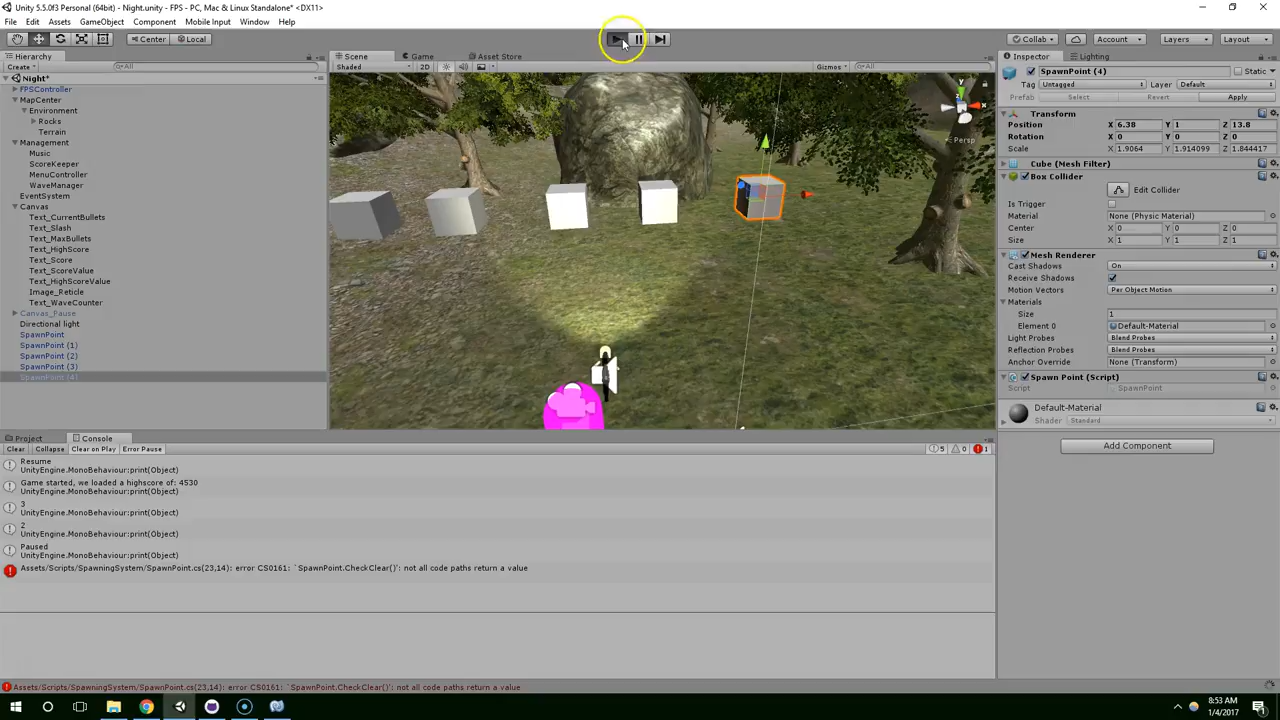 Unity 5.5.0f3 Personal (64bit) - Night.unity - FPS - PC, Mac & Linux Standalone* <DX11>
File Edit Assets GameObject Component Mobile Input Window Help
Center Local Collab Account Layers Layout
Hierarchy Scene Game Asset Store Inspector Lighting
Create All Shaded 2D Gizmos All
SpawnPoint (4) Static
Tag Untagged Layer Default
Prefab Select Revert Apply
Night*
FPSController
MapCenter
Environment
Rocks
Terrain
Management
Music
ScoreKeeper
MenuController
WaveManager
EventSystem
Canvas
Text_CurrentBullets
Text_Slash
Text_MaxBullets
Text_HighScore
Text_Score
Text_ScoreValue
Text_HighScoreValue
Image_Reticle
Text_WaveCounter
Canvas_Pause
Directional light
SpawnPoint
SpawnPoint (1)
SpawnPoint (2)
SpawnPoint (3)
SpawnPoint (4)
y
x
z
Persp
Transform
Position X 6.38 Y 1 Z 13.8
Rotation X 0 Y 0 Z 0
Scale X 1.9064 Y 1.914099 Z 1.844417
Cube (Mesh Filter)
Box Collider
Edit Collider
Is Trigger
Material None (Physic Material)
Center X 0 Y 0 Z 0
Size X 1 Y 1 Z 1
Mesh Renderer
Cast Shadows On
Receive Shadows
Motion Vectors Per Object Motion
Materials
Size 1
Element 0 Default-Material
Light Probes Blend Probes
Reflection Probes Blend Probes
Anchor Override None (Transform)
Spawn Point (Script)
Script SpawnPoint
Default-Material
Shader Standard
Add Component
Project Console
Clear Collapse Clear on Play Error Pause 5 0 1
Resume
UnityEngine.MonoBehaviour:print(Object)
Game started, we loaded a highscore of: 4530
UnityEngine.MonoBehaviour:print(Object)
3
UnityEngine.MonoBehaviour:print(Object)
2
UnityEngine.MonoBehaviour:print(Object)
Paused
UnityEngine.MonoBehaviour:print(Object)
Assets/Scripts/SpawningSystem/SpawnPoint.cs(23,14): error CS0161: `SpawnPoint.CheckClear()': not all code paths return a value
Assets/Scripts/SpawningSystem/SpawnPoint.cs(23,14): error CS0161: `SpawnPoint.CheckClear()': not all code paths return a value
8:53 AM
1/4/2017